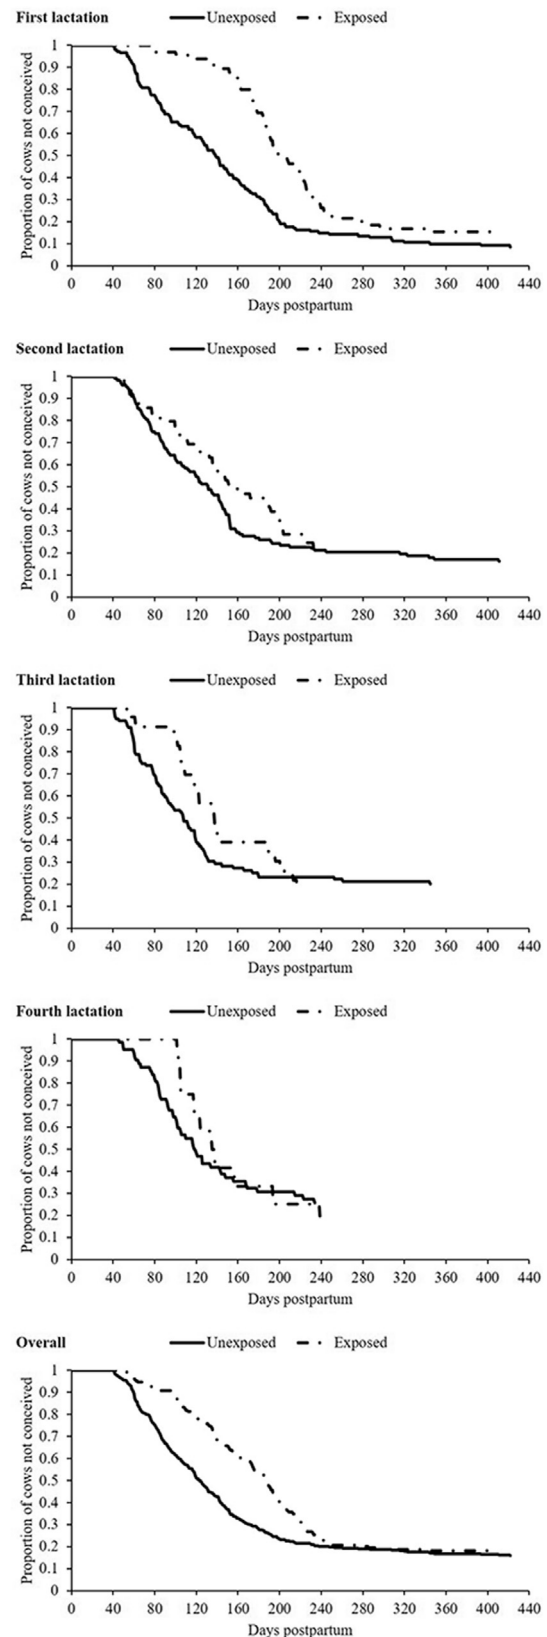 First lactation Unexposed Exposed
Proportion of cows not conceived
1
0.9
0.8
0.7
0.6
0.5
0.4
0.3
0.2
0.1
0
0 40 80 120 160 200 240 280 320 360 400 440
Days postpartum
Second lactation Unexposed Exposed
Proportion of cows not conceived
1
0.9
0.8
0.7
0.6
0.5
0.4
0.3
0.2
0.1
0
0 40 80 120 160 200 240 280 320 360 400 440
Days postpartum
Third lactation Unexposed Exposed
Proportion of cows not conceived
1
0.9
0.8
0.7
0.6
0.5
0.4
0.3
0.2
0.1
0
0 40 80 120 160 200 240 280 320 360 400 440
Days postpartum
Fourth lactation Unexposed Exposed
Proportion of cows not conceived
1
0.9
0.8
0.7
0.6
0.5
0.4
0.3
0.2
0.1
0
0 40 80 120 160 200 240 280 320 360 400 440
Days postpartum
Overall Unexposed Exposed
Proportion of cows not conceived
1
0.9
0.8
0.7
0.6
0.5
0.4
0.3
0.2
0.1
0
0 40 80 120 160 200 240 280 320 360 400 440
Days postpartum